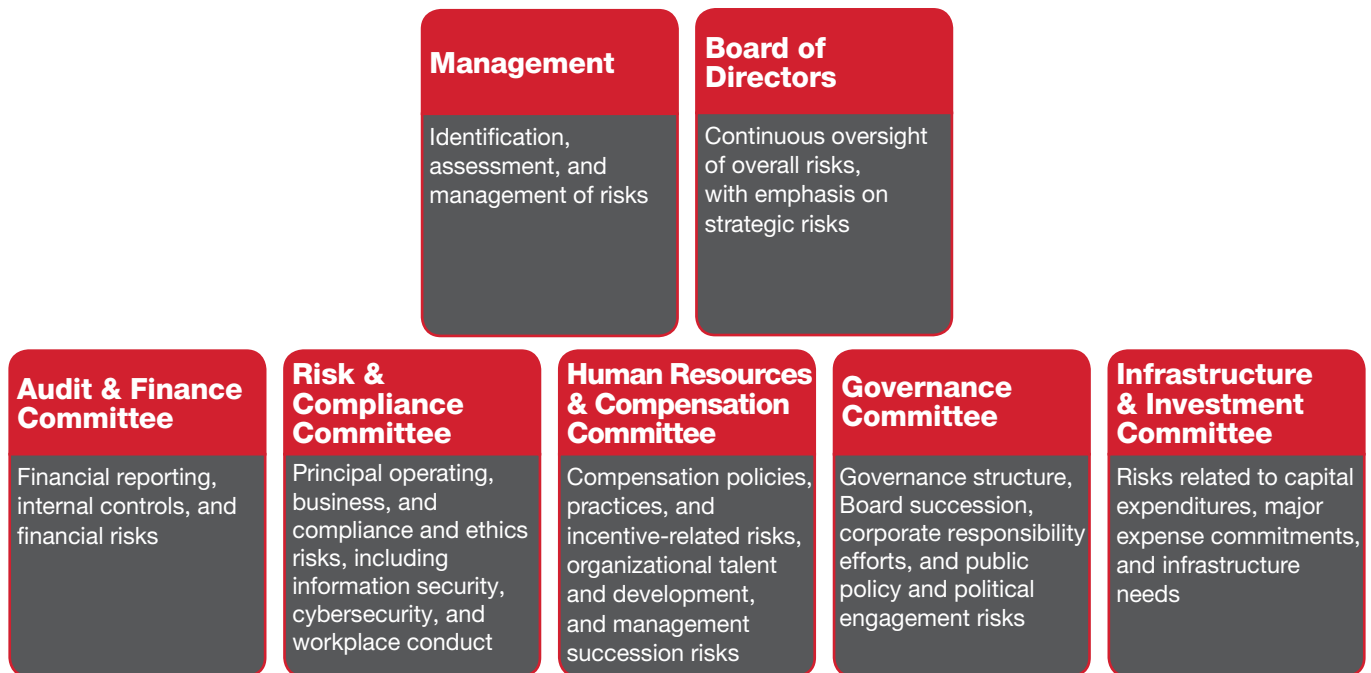 Management
Identification,
assessment, and
management of risks
Board of
Directors
Continuous oversight
of overall risks,
with emphasis on
strategic risks
Audit & Finance
Committee
Financial reporting,
internal controls, and
financial risks
Risk &
Compliance
Committee
Principal operating,
business, and
compliance and ethics
risks, including
information security,
cybersecurity, and
workplace conduct
Human Resources
& Compensation
Committee
Compensation policies,
practices, and
incentive-related risks,
organizational talent
and development,
and management
succession risks
Governance
Committee
Governance structure,
Board succession,
corporate responsibility
efforts, and public
policy and political
engagement risks
Infrastructure
& Investment
Committee
Risks related to capital
expenditures, major
expense commitments,
and infrastructure
needs